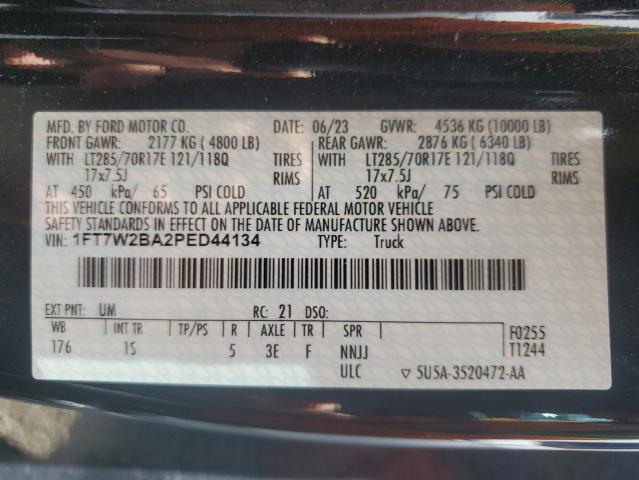 MFD. BY FORD MOTOR CO. DATE: 06/23 GVWR: 4536 KG (10000 LB)
FRONT GAWR: 2177 KG ( 4800 LB) REAR GAWR: 2876 KG ( 6340 LB)
WITH LT285/70R17E 121/118Q TIRES WITH LT285/70R17E 121/118Q TIRES
17x7.5J RIMS 17x7.5J RIMS
AT 450 kPa/ 65 PSI COLD AT 520 kPa/ 75 PSI COLD
THIS VEHICLE CONFORMS TO ALL APPLICABLE FEDERAL MOTOR VEHICLE
SAFETY STANDARDS IN EFFECT ON THE DATE OF MANUFACTURE SHOWN ABOVE.
VIN: 1FT7W2BA2PED44134 TYPE: Truck
EXT PNT: UM RC: 21 DSO:
WB INT TR TP/PS R AXLE TR SPR F0255
176 1S 5 3E F NNJJ T1244
ULC 5U5A-3520472-AA